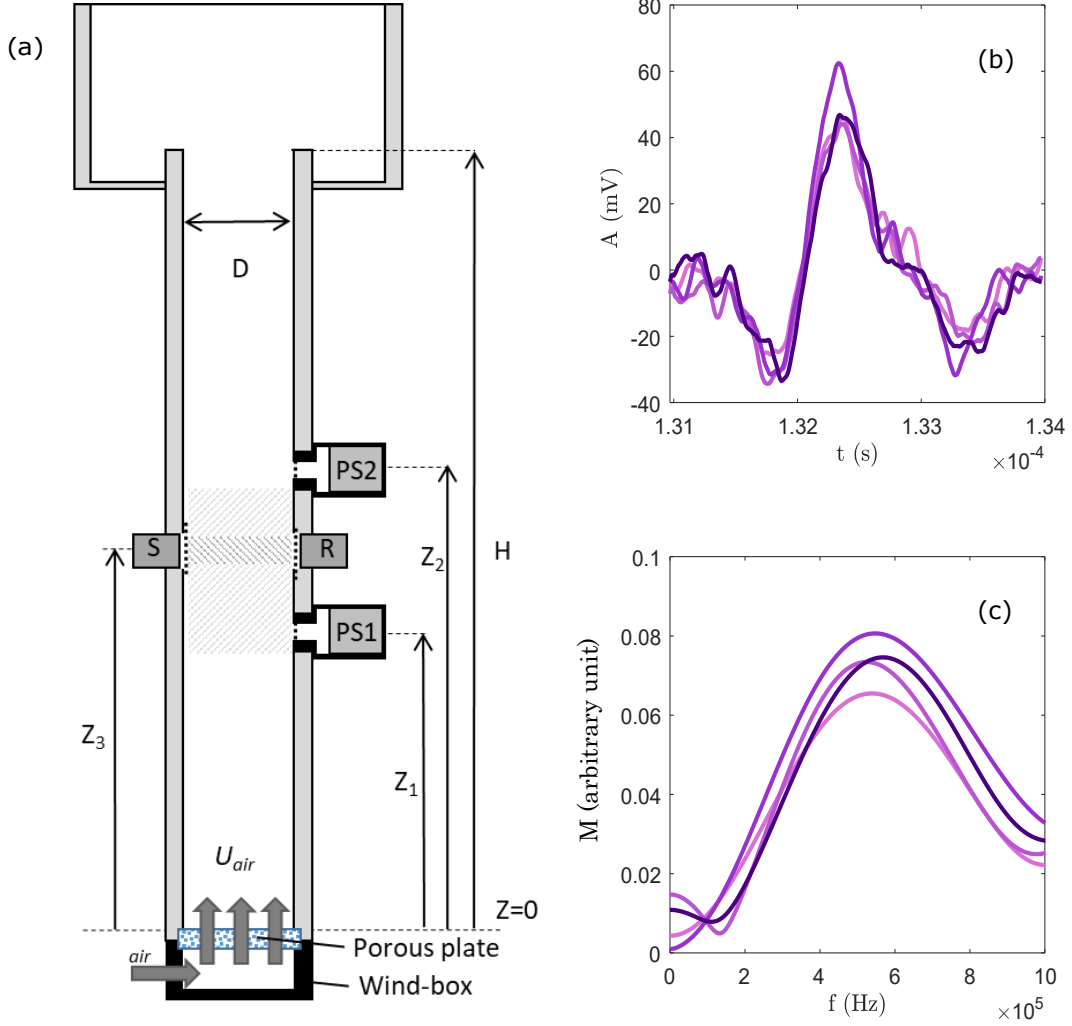 (a)
D
PS2
S
R
H
Z2
PS1
Z3
Z1
Uair
Z=0
Porous plate
air
Wind-box
(b)
80
60
40
20
0
-20
-40
A (mV)
1.31
1.32
1.33
1.34
t (s)
×10-4
(c)
0.1
0.08
0.06
0.04
0.02
0
M (arbitrary unit)
0
2
4
6
8
10
f (Hz)
×105